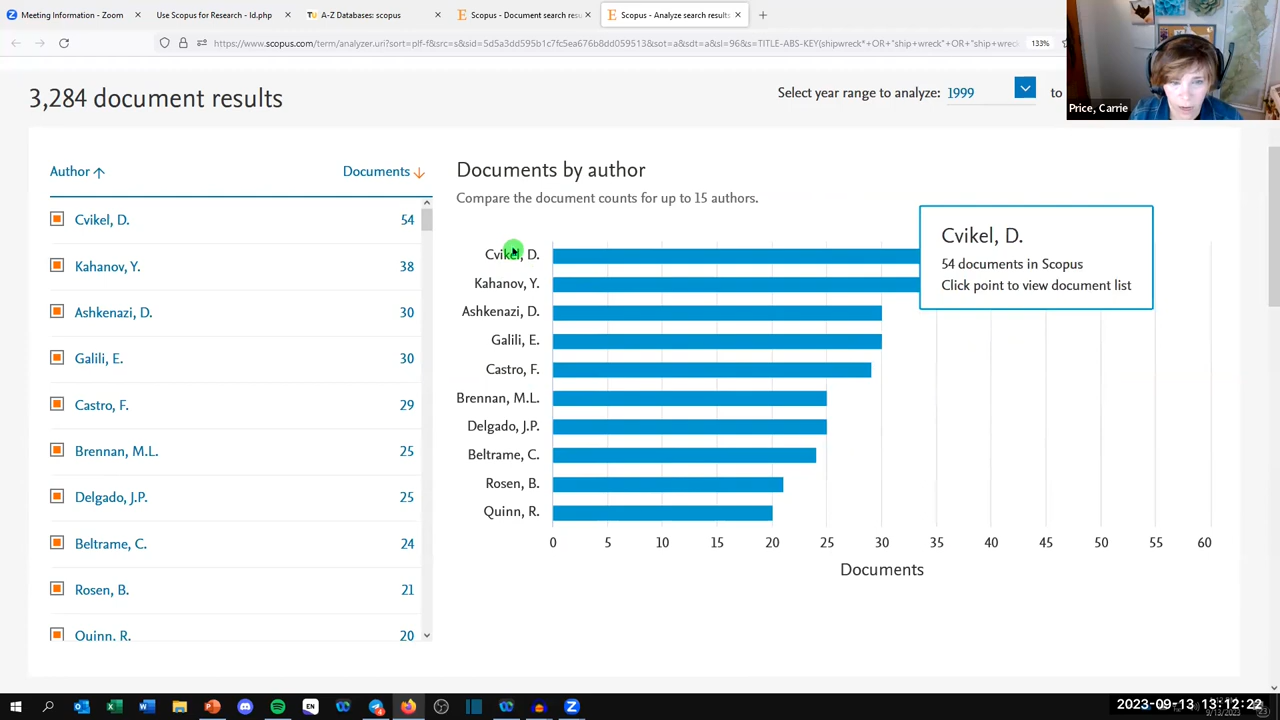 Meeting Information - Zoom
Use Scopus for Research - ld.php
TU A-Z Databases: scopus
Scopus - Document search resu
Scopus - Analyze search results
133%
Price, Carrie
3,284 document results
Select year range to analyze: 1999 to
Author Documents
Cvikel, D. 54
Kahanov, Y. 38
Ashkenazi, D. 30
Galili, E. 30
Castro, F. 29
Brennan, M.L. 25
Delgado, J.P. 25
Beltrame, C. 24
Rosen, B. 21
Quinn, R. 20
Documents by author
Compare the document counts for up to 15 authors.
Cvikel, D.
Kahanov, Y.
Ashkenazi, D.
Galili, E.
Castro, F.
Brennan, M.L.
Delgado, J.P.
Beltrame, C.
Rosen, B.
Quinn, R.
0 5 10 15 20 25 30 35 40 45 50 55 60
Documents
Cvikel, D.
54 documents in Scopus
Click point to view document list
2023-09-13 13:12:22